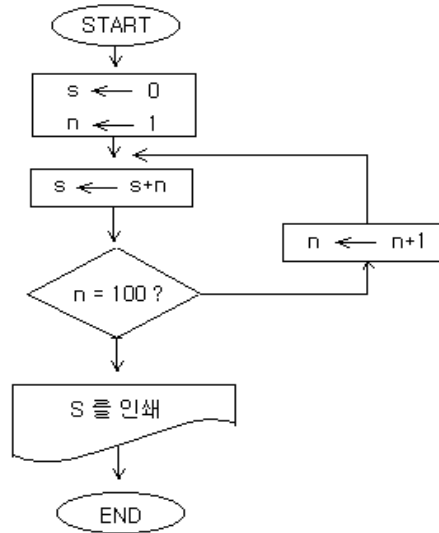 START
s ← 0
n ← 1
s ← s+n
n ← n+1
n = 100 ?
S 를 인쇄
END